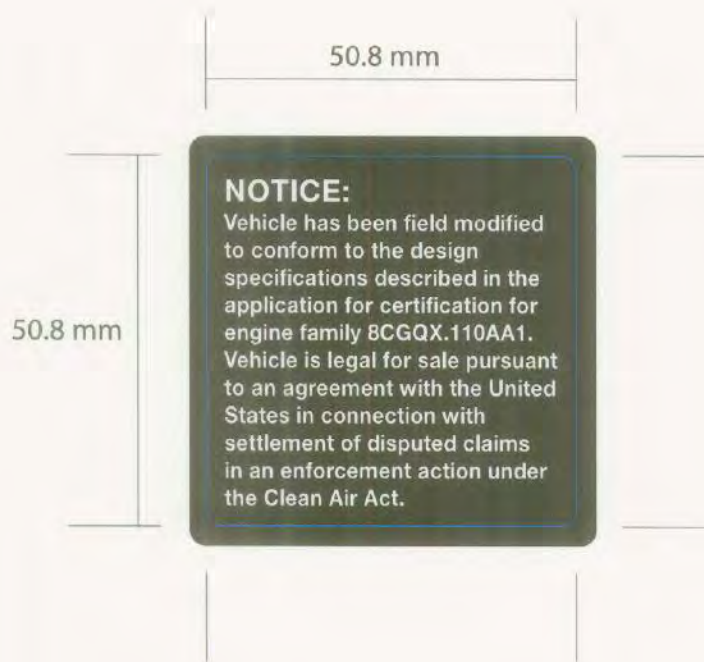 50.8 mm
50.8 mm
NOTICE:
Vehicle has been field modified
to conform to the design
specifications described in the
application for certification for
engine family 8CGQX.110AA1.
Vehicle is legal for sale pursuant
to an agreement with the United
States in connection with
settlement of disputed claims
in an enforcement action under
the Clean Air Act.